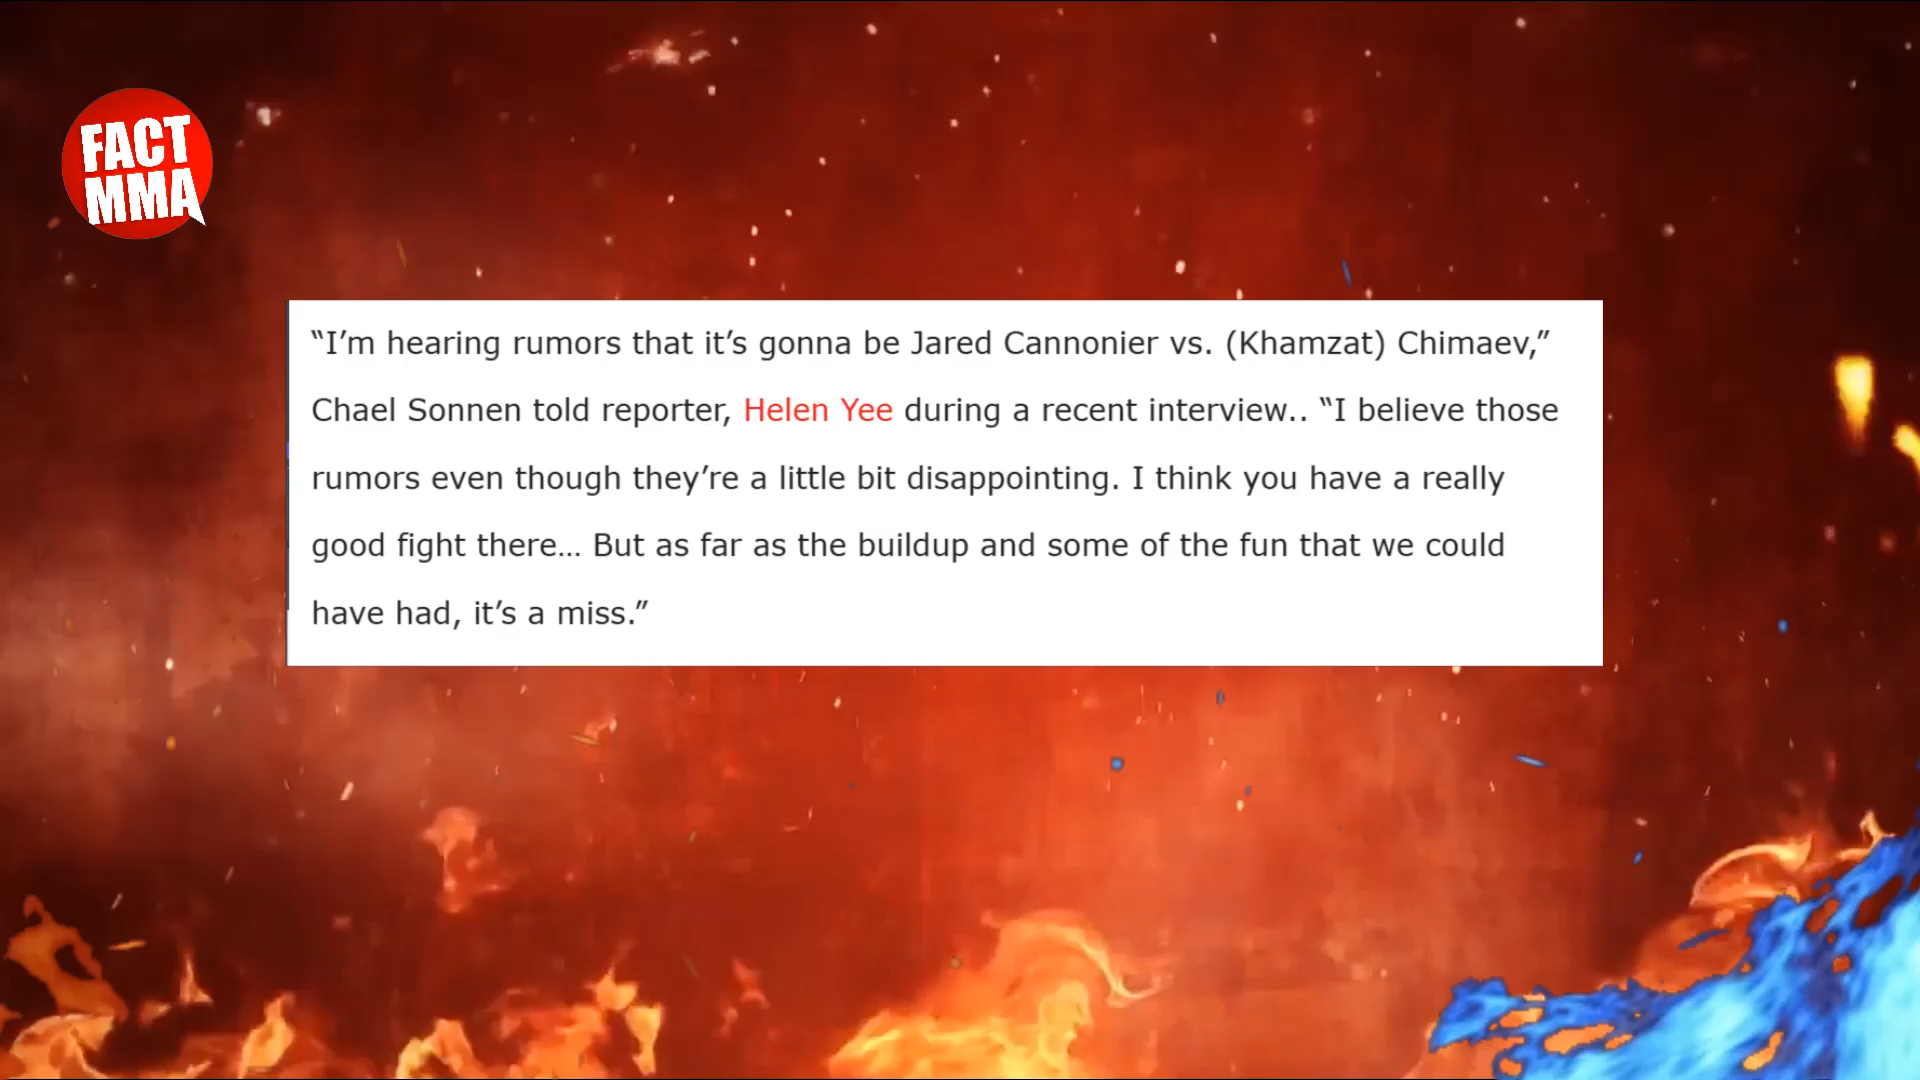 FACT
MMA
“I’m hearing rumors that it’s gonna be Jared Cannonier vs. (Khamzat) Chimaev,”
Chael Sonnen told reporter, Helen Yee during a recent interview.. “I believe those
rumors even though they’re a little bit disappointing. I think you have a really
good fight there… But as far as the buildup and some of the fun that we could
have had, it’s a miss.”